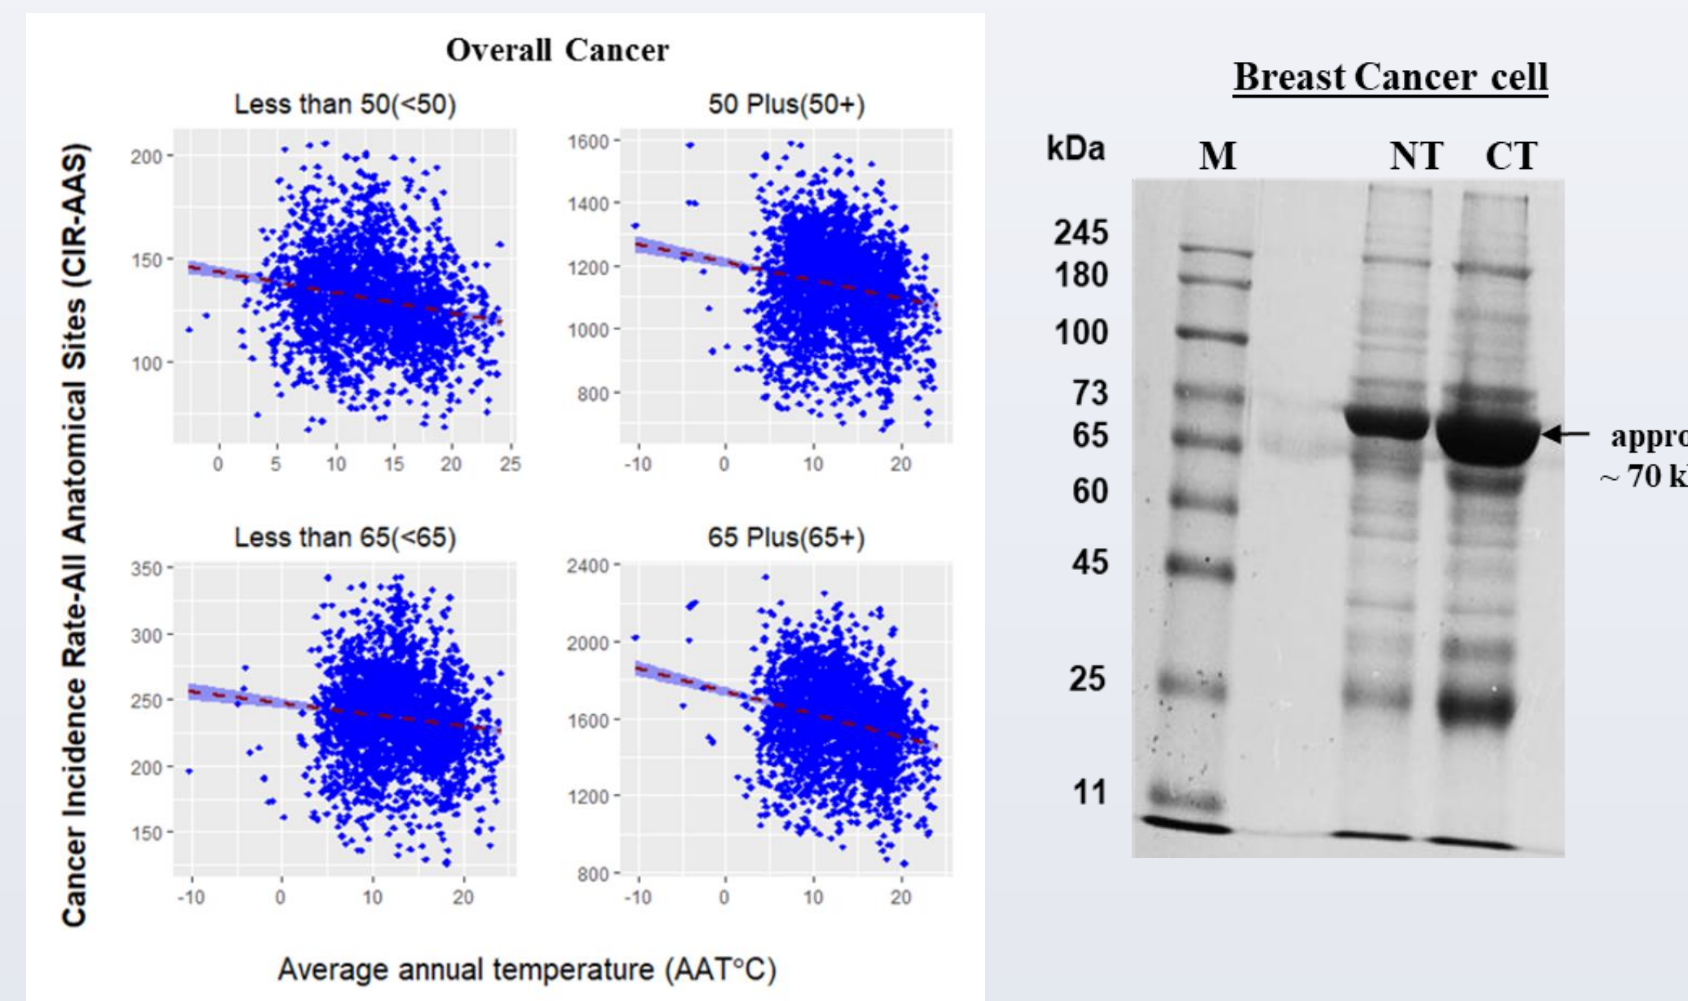 Overall Cancer
Less than 50(<50)
50 Plus(50+)
Cancer Incidence Rate-All Anatomical Sites (CIR-AAS)
200
150
100
0 5 10 15 20 25
1600
1400
1200
1000
800
-10 0 10 20
Less than 65(<65)
65 Plus(65+)
350
300
250
200
150
-10 0 10 20
2400
2000
1600
1200
800
-10 0 10 20
Average annual temperature (AAT°C)
Breast Cancer cell
kDa M NT CT
245
180
100
73
65
60
45
25
11
~ 70